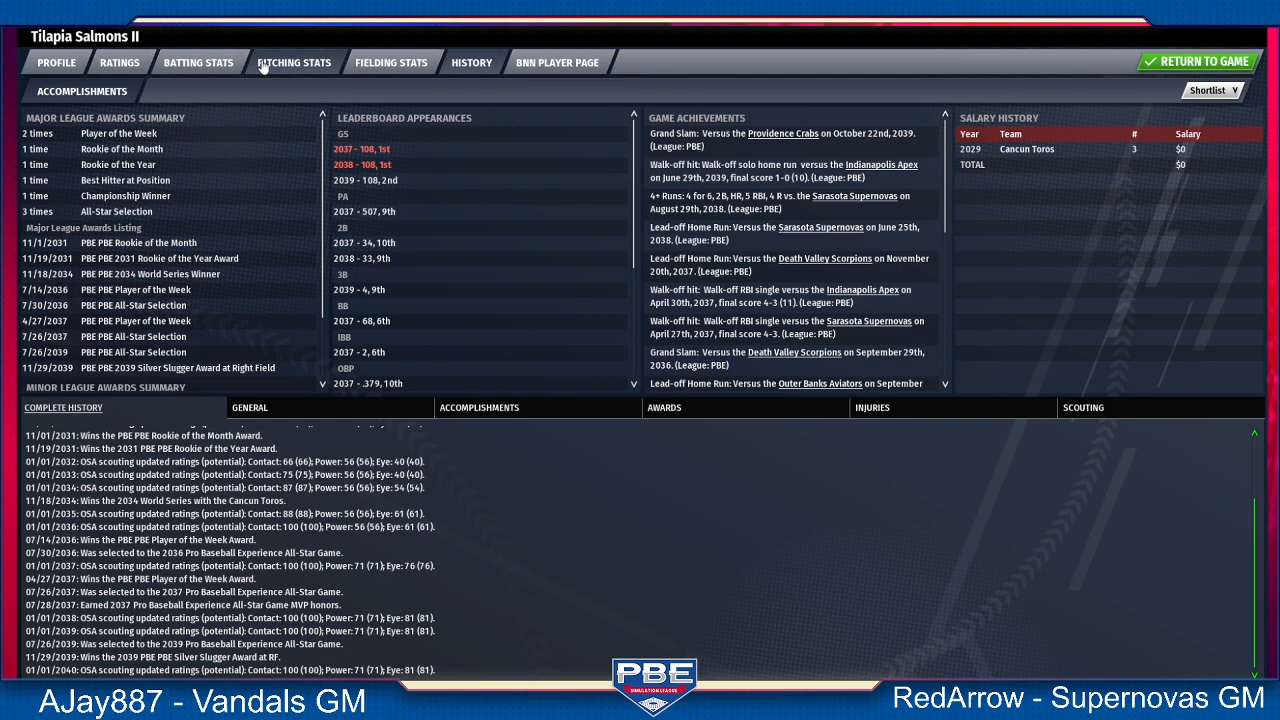 Tilapia Salmons II
PROFILE RATINGS BATTING STATS PITCHING STATS FIELDING STATS HISTORY BNN PLAYER PAGE RETURN TO GAME
ACCOMPLISHMENTS Shortlist V
MAJOR LEAGUE AWARDS SUMMARY
2 times Player of the Week
1 time Rookie of the Month
1 time Rookie of the Year
1 time Best Hitter at Position
1 time Championship Winner
3 times All-Star Selection
Major League Awards Listing
11/1/2031 PBE PBE Rookie of the Month
11/19/2031 PBE PBE 2031 Rookie of the Year Award
11/18/2034 PBE PBE 2034 World Series Winner
7/14/2036 PBE PBE Player of the Week
7/30/2036 PBE PBE All-Star Selection
4/27/2037 PBE PBE Player of the Week
7/26/2037 PBE PBE All-Star Selection
7/26/2039 PBE PBE All-Star Selection
11/29/2039 PBE PBE 2039 Silver Slugger Award at Right Field
MINOR LEAGUE AWARDS SUMMARY
LEADERBOARD APPEARANCES
GS
2037 - 108, 1st
2038 - 108, 1st
2039 - 108, 2nd
PA
2037 - 507, 9th
2B
2037 - 34, 10th
2038 - 33, 9th
3B
2039 - 4, 9th
BB
2037 - 68, 6th
IBB
2037 - 2, 6th
OBP
2037 - .379, 10th
GAME ACHIEVEMENTS
Grand Slam: Versus the Providence Crabs on October 22nd, 2039.
(League: PBE)
Walk-off hit: Walk-off solo home run versus the Indianapolis Apex
on June 29th, 2039, final score 1-0 (10). (League: PBE)
4+ Runs: 4 for 6, 2B, HR, 5 RBI, 4 R vs. the Sarasota Supernovas on
August 29th, 2038. (League: PBE)
Lead-off Home Run: Versus the Sarasota Supernovas on June 25th,
2038. (League: PBE)
Lead-off Home Run: Versus the Death Valley Scorpions on November
20th, 2037. (League: PBE)
Walk-off hit: Walk-off RBI single versus the Indianapolis Apex on
April 30th, 2037, final score 4-3 (11). (League: PBE)
Walk-off hit: Walk-off RBI single versus the Sarasota Supernovas on
April 27th, 2037, final score 4-3. (League: PBE)
Grand Slam: Versus the Death Valley Scorpions on September 29th,
2036. (League: PBE)
Lead-off Home Run: Versus the Outer Banks Aviators on September
SALARY HISTORY
Year Team # Salary
2029 Cancun Toros 3 $0
TOTAL $0
COMPLETE HISTORY GENERAL ACCOMPLISHMENTS AWARDS INJURIES SCOUTING
11/01/2031: Wins the PBE PBE Rookie of the Month Award.
11/19/2031: Wins the 2031 PBE PBE Rookie of the Year Award.
01/01/2032: OSA scouting updated ratings (potential): Contact: 66 (66); Power: 56 (56); Eye: 40 (40).
01/01/2033: OSA scouting updated ratings (potential): Contact: 75 (75); Power: 56 (56); Eye: 40 (40).
01/01/2034: OSA scouting updated ratings (potential): Contact: 87 (87); Power: 56 (56); Eye: 54 (54).
11/18/2034: Wins the 2034 World Series with the Cancun Toros.
01/01/2035: OSA scouting updated ratings (potential): Contact: 88 (88); Power: 56 (56); Eye: 61 (61).
01/01/2036: OSA scouting updated ratings (potential): Contact: 100 (100); Power: 56 (56); Eye: 61 (61).
07/14/2036: Wins the PBE PBE Player of the Week Award.
07/30/2036: Was selected to the 2036 Pro Baseball Experience All-Star Game.
01/01/2037: OSA scouting updated ratings (potential): Contact: 100 (100); Power: 71 (71); Eye: 76 (76).
04/27/2037: Wins the PBE PBE Player of the Week Award.
07/26/2037: Was selected to the 2037 Pro Baseball Experience All-Star Game.
07/28/2037: Earned 2037 Pro Baseball Experience All-Star Game MVP honors.
01/01/2038: OSA scouting updated ratings (potential): Contact: 100 (100); Power: 71 (71); Eye: 81 (81).
01/01/2039: OSA scouting updated ratings (potential): Contact: 100 (100); Power: 71 (71); Eye: 81 (81).
07/26/2039: Was selected to the 2039 Pro Baseball Experience All-Star Game.
11/29/2039: Wins the 2039 PBE PBE Silver Slugger Award at RF.
01/01/2040: OSA scouting updated ratings (potential): Contact: 100 (100); Power: 71 (71); Eye: 81 (81).
PBE
SIMULATION LEAGUE
AJay887 - Vandals GM
RedArrow - Supernovas GM